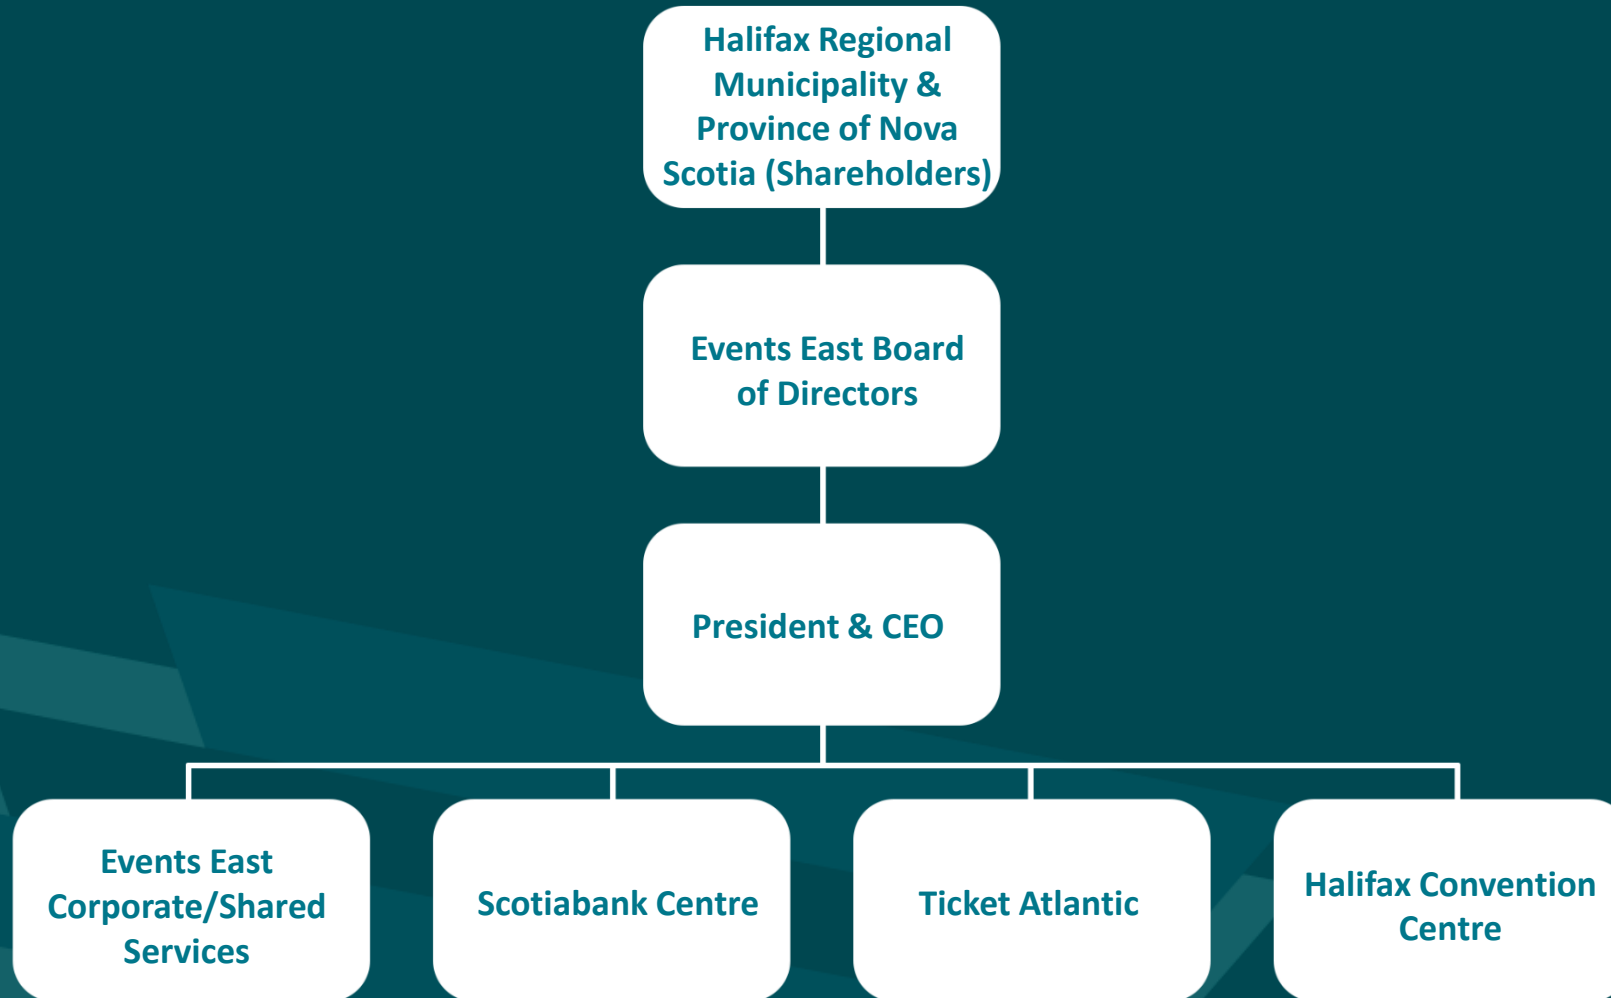 Halifax Regional
Municipality &
Province of Nova
Scotia (Shareholders)
Events East Board
of Directors
President & CEO
Events East
Corporate/Shared
Services
Scotiabank Centre
Ticket Atlantic
Halifax Convention
Centre